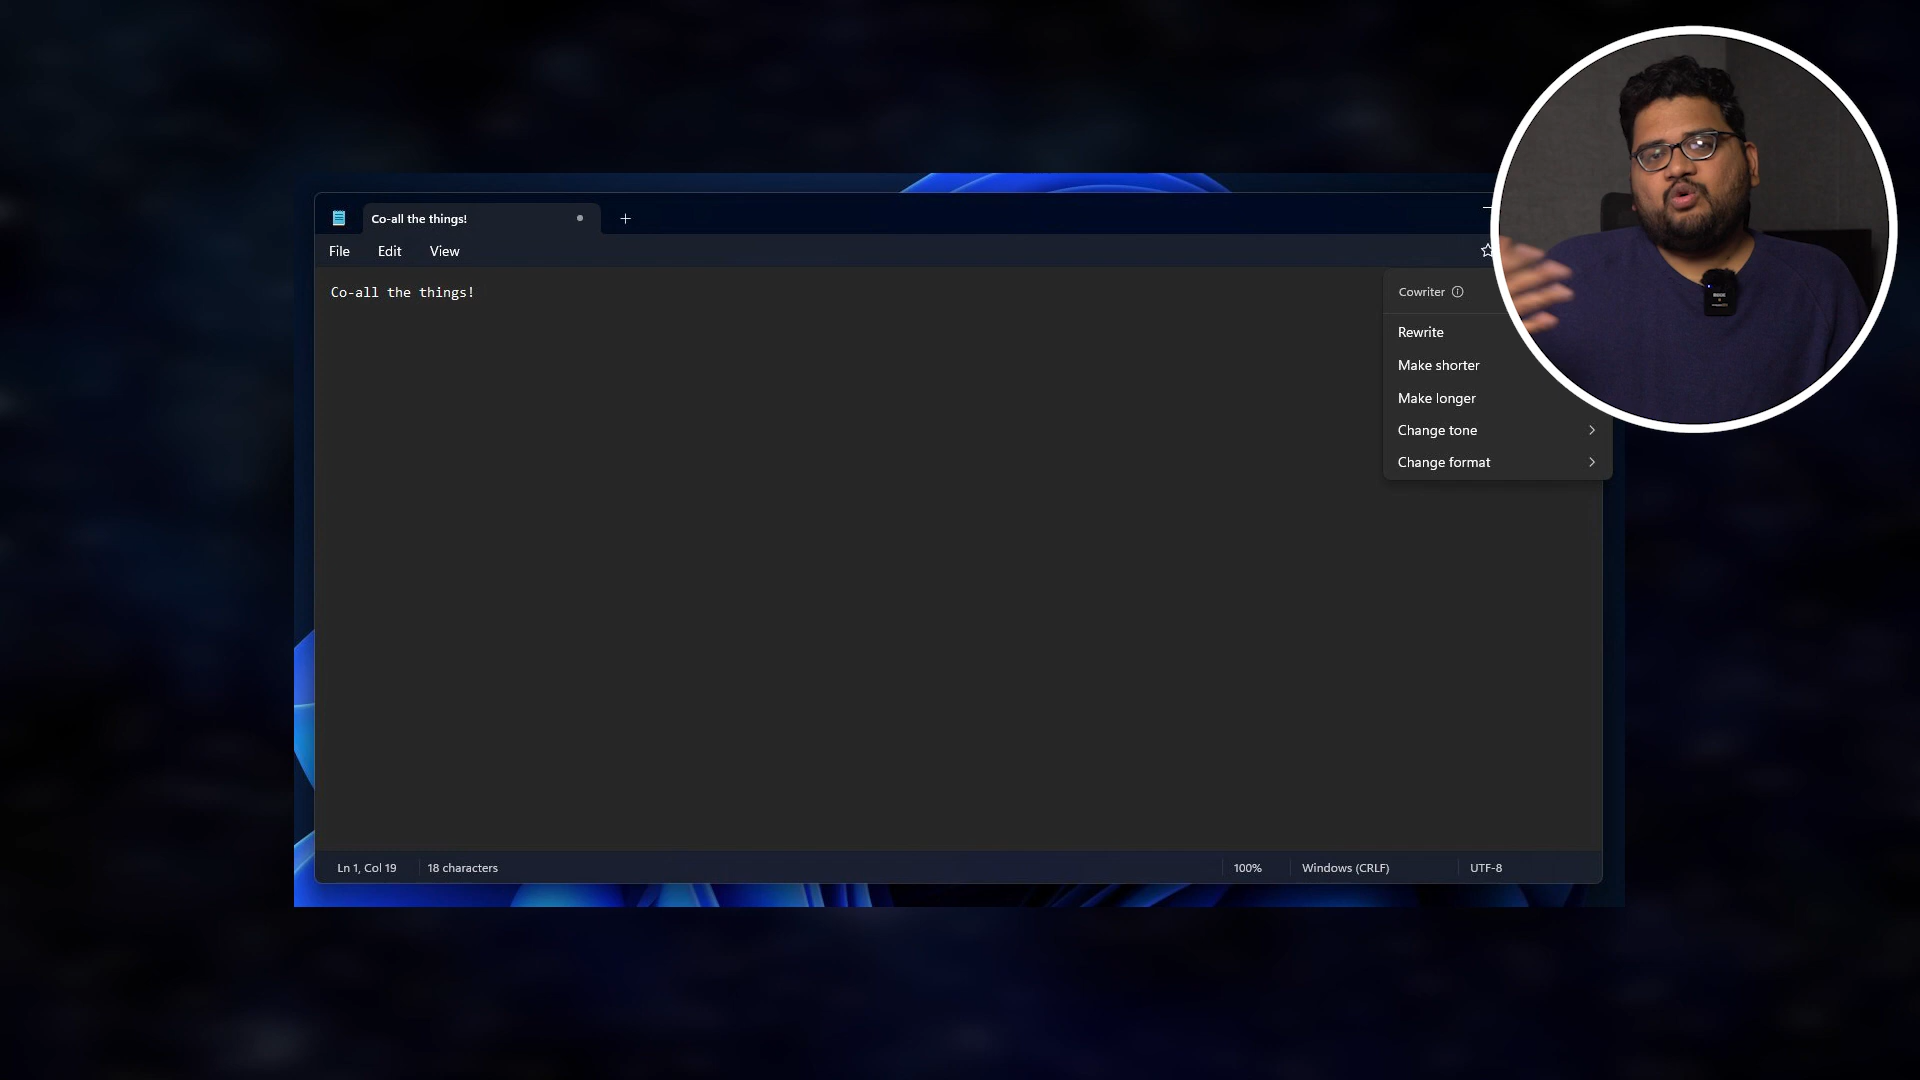 Co-all the things!
File Edit View
Co-all the things!
Cowriter
Rewrite
Make shorter
Make longer
Change tone
Change format
Ln 1, Col 19 18 characters 100% Windows (CRLF) UTF-8